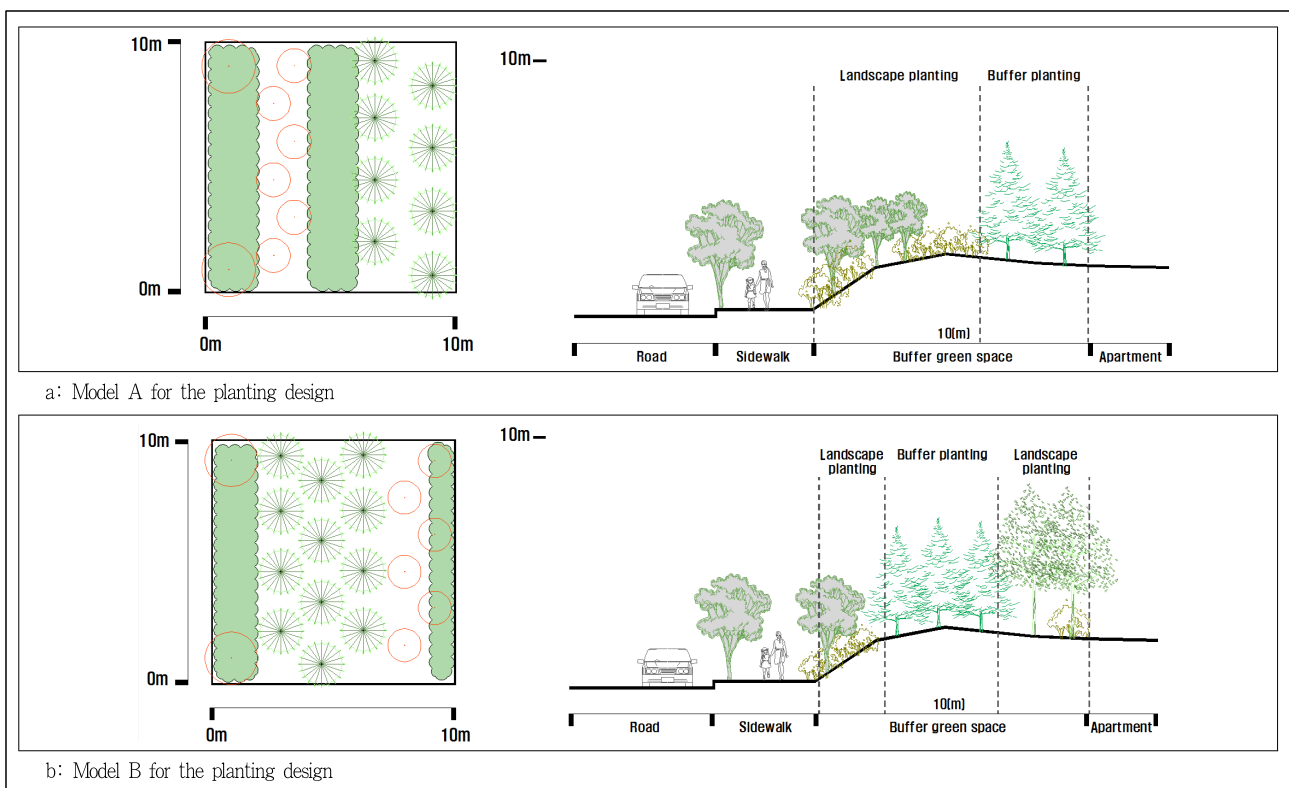 10m
0m
0m
10m
10m
Landscape planting
Buffer planting
10(m)
Road
Sidewalk
Buffer green space
Apartment
a: Model A for the planting design
10m
0m
0m
10m
10m
Landscape
planting
Buffer planting
Landscape
planting
10(m)
Road
Sidewalk
Buffer green space
Apartment
b: Model B for the planting design